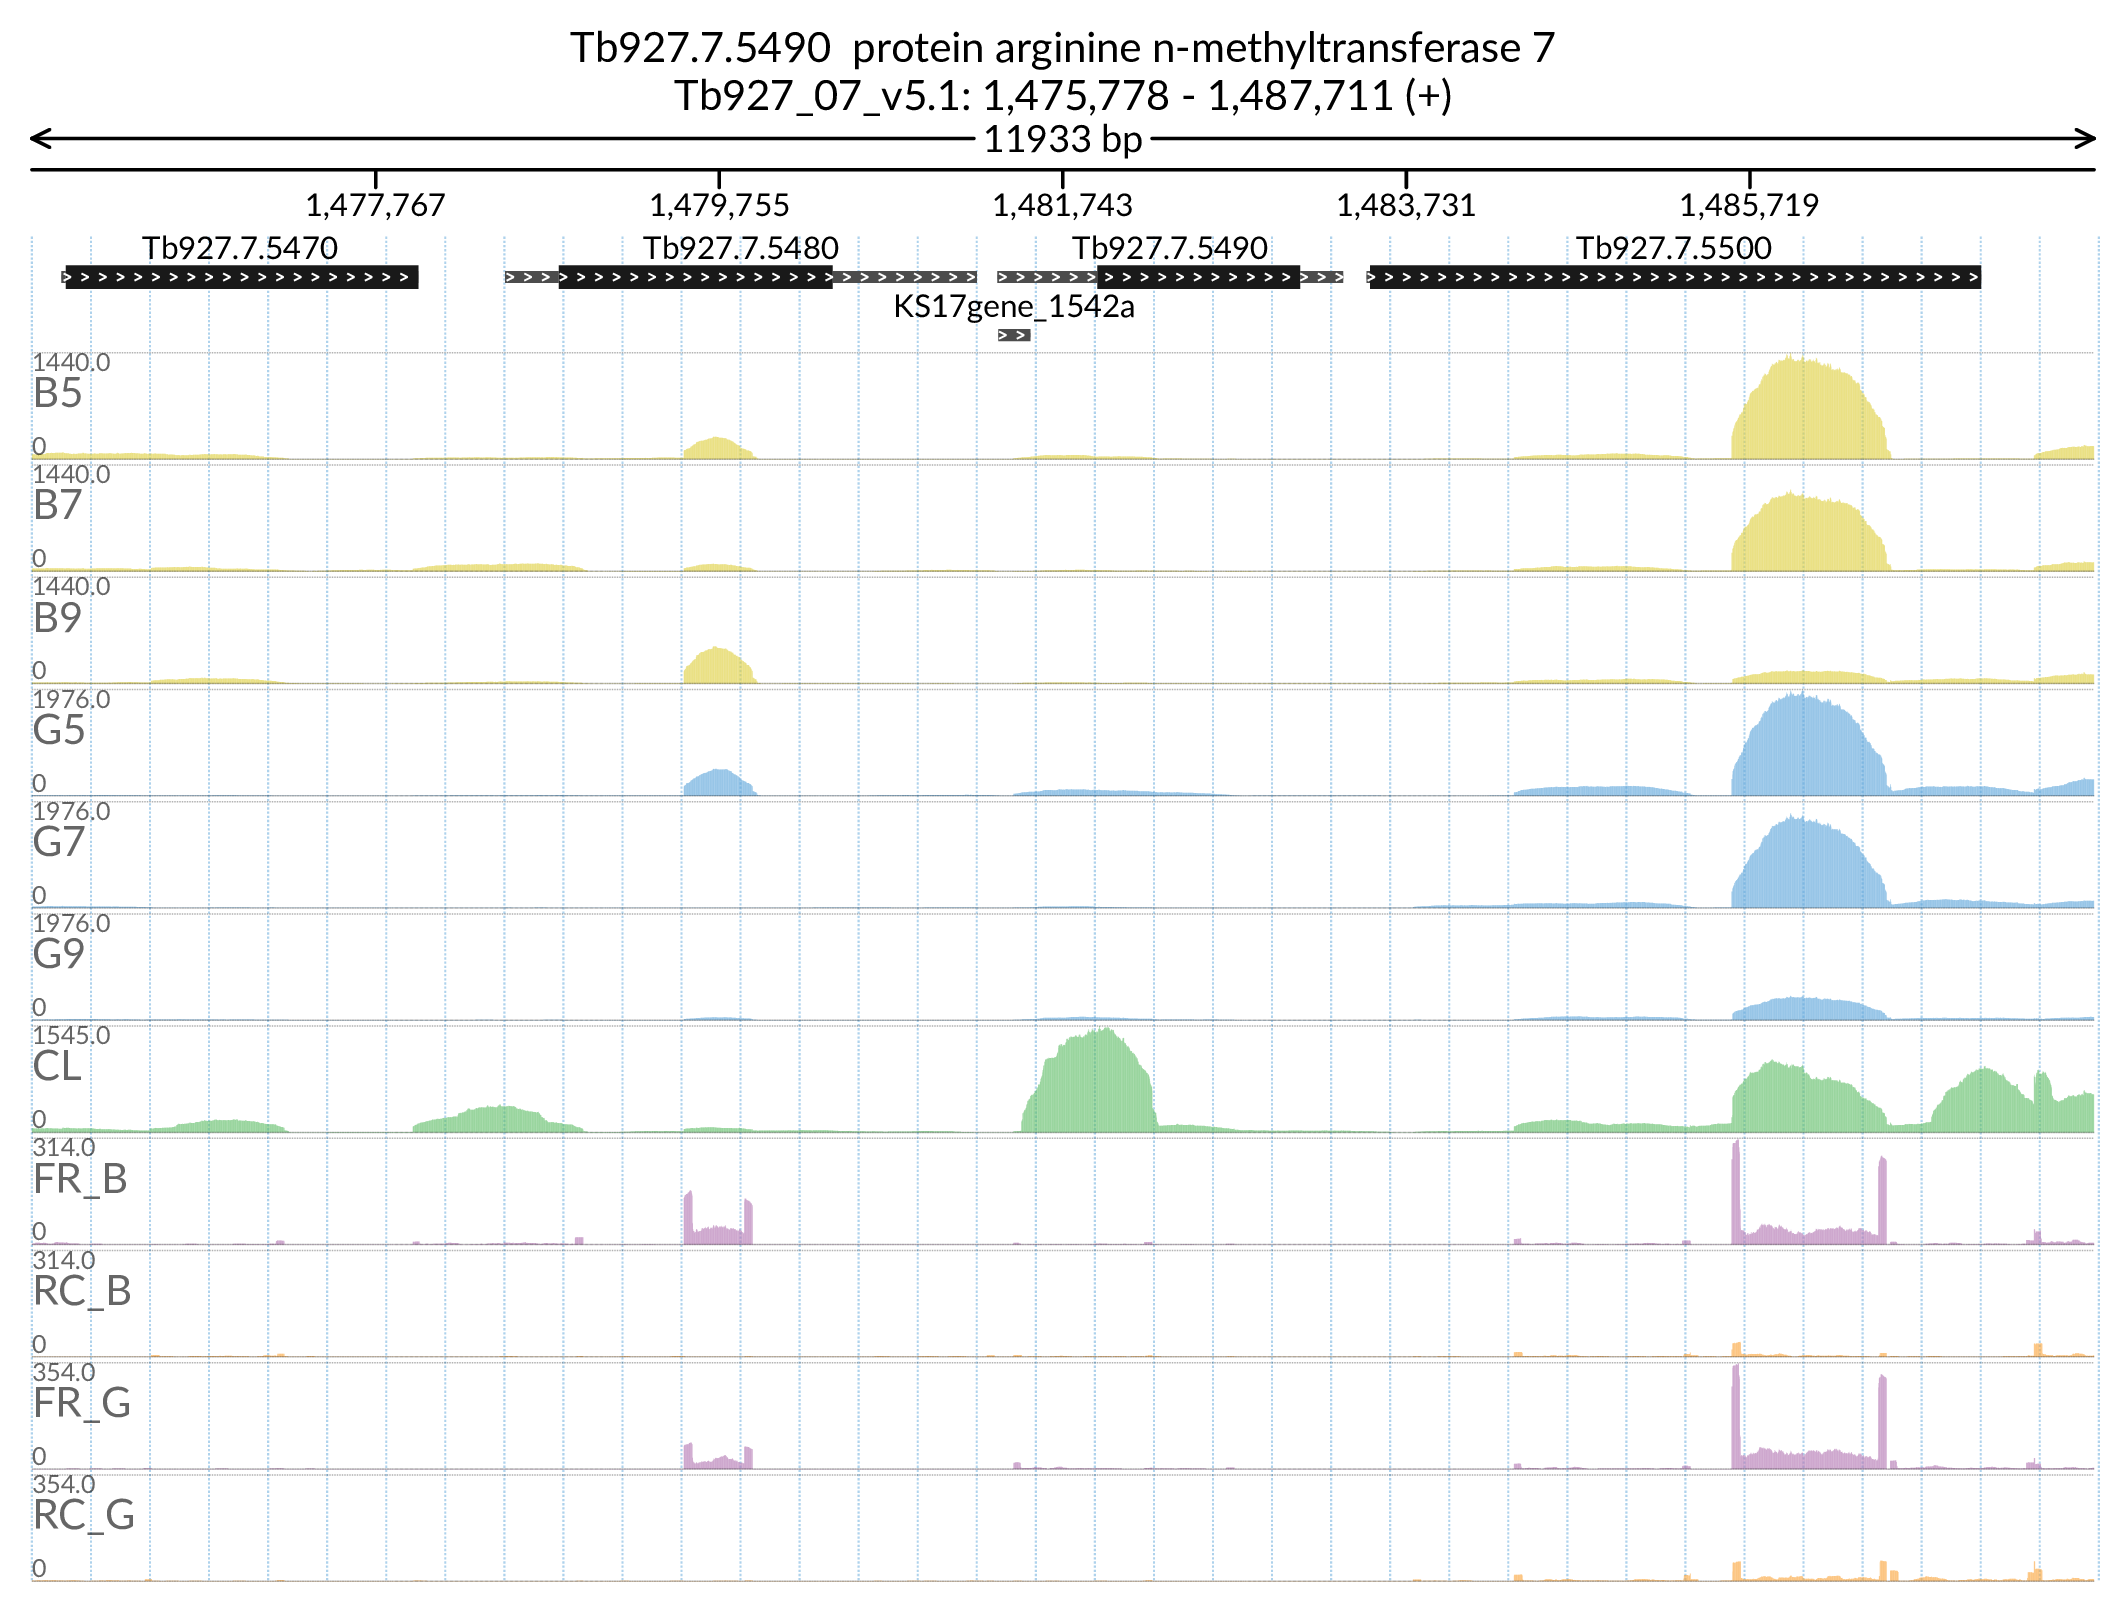 Tb927.7.5490  protein arginine n-methyltransferase 7
Tb927_07_v5.1: 1,475,778 - 1,487,711 (+)
11933 bp
1,477,767 1,479,755 1,481,743 1,483,731 1,485,719
Tb927.7.5470 Tb927.7.5480 Tb927.7.5490 Tb927.7.5500
KS17gene_1542a
1440.0
B5
0
1440.0
B7
0
1440.0
B9
0
1976.0
G5
0
1976.0
G7
0
1976.0
G9
0
1545.0
CL
0
314.0
FR_B
0
314.0
RC_B
0
354.0
FR_G
0
354.0
RC_G
0